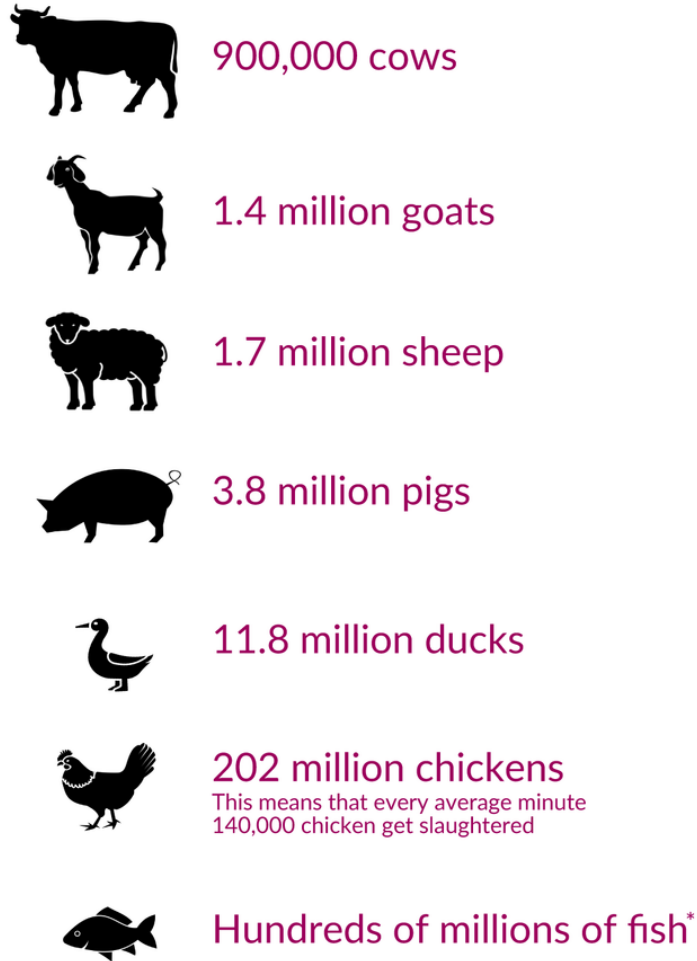 900,000 cows
1.4 million goats
1.7 million sheep
3.8 million pigs
11.8 million ducks
202 million chickens
This means that every average minute
140,000 chicken get slaughtered
Hundreds of millions of fish*